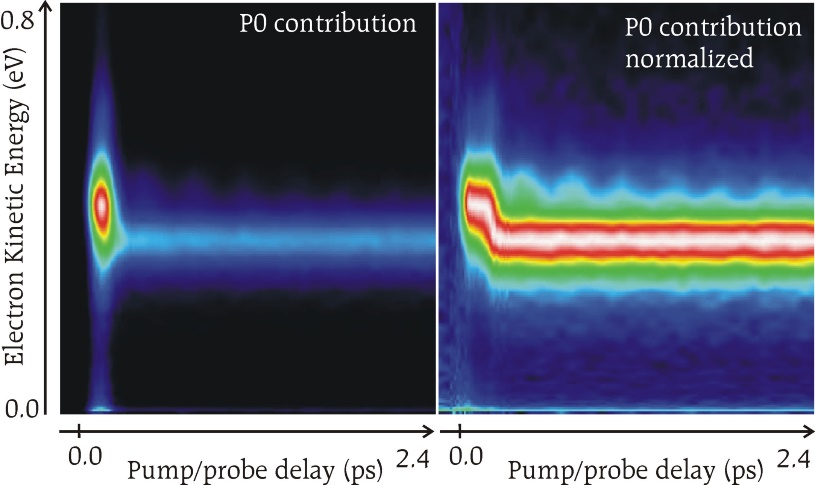 0.8
P0 contribution
P0 contribution
normalized
Electron Kinetic Energy (eV)
0.0
0.0
2.4
0.0
2.4
Pump/probe delay (ps)
Pump/probe delay (ps)